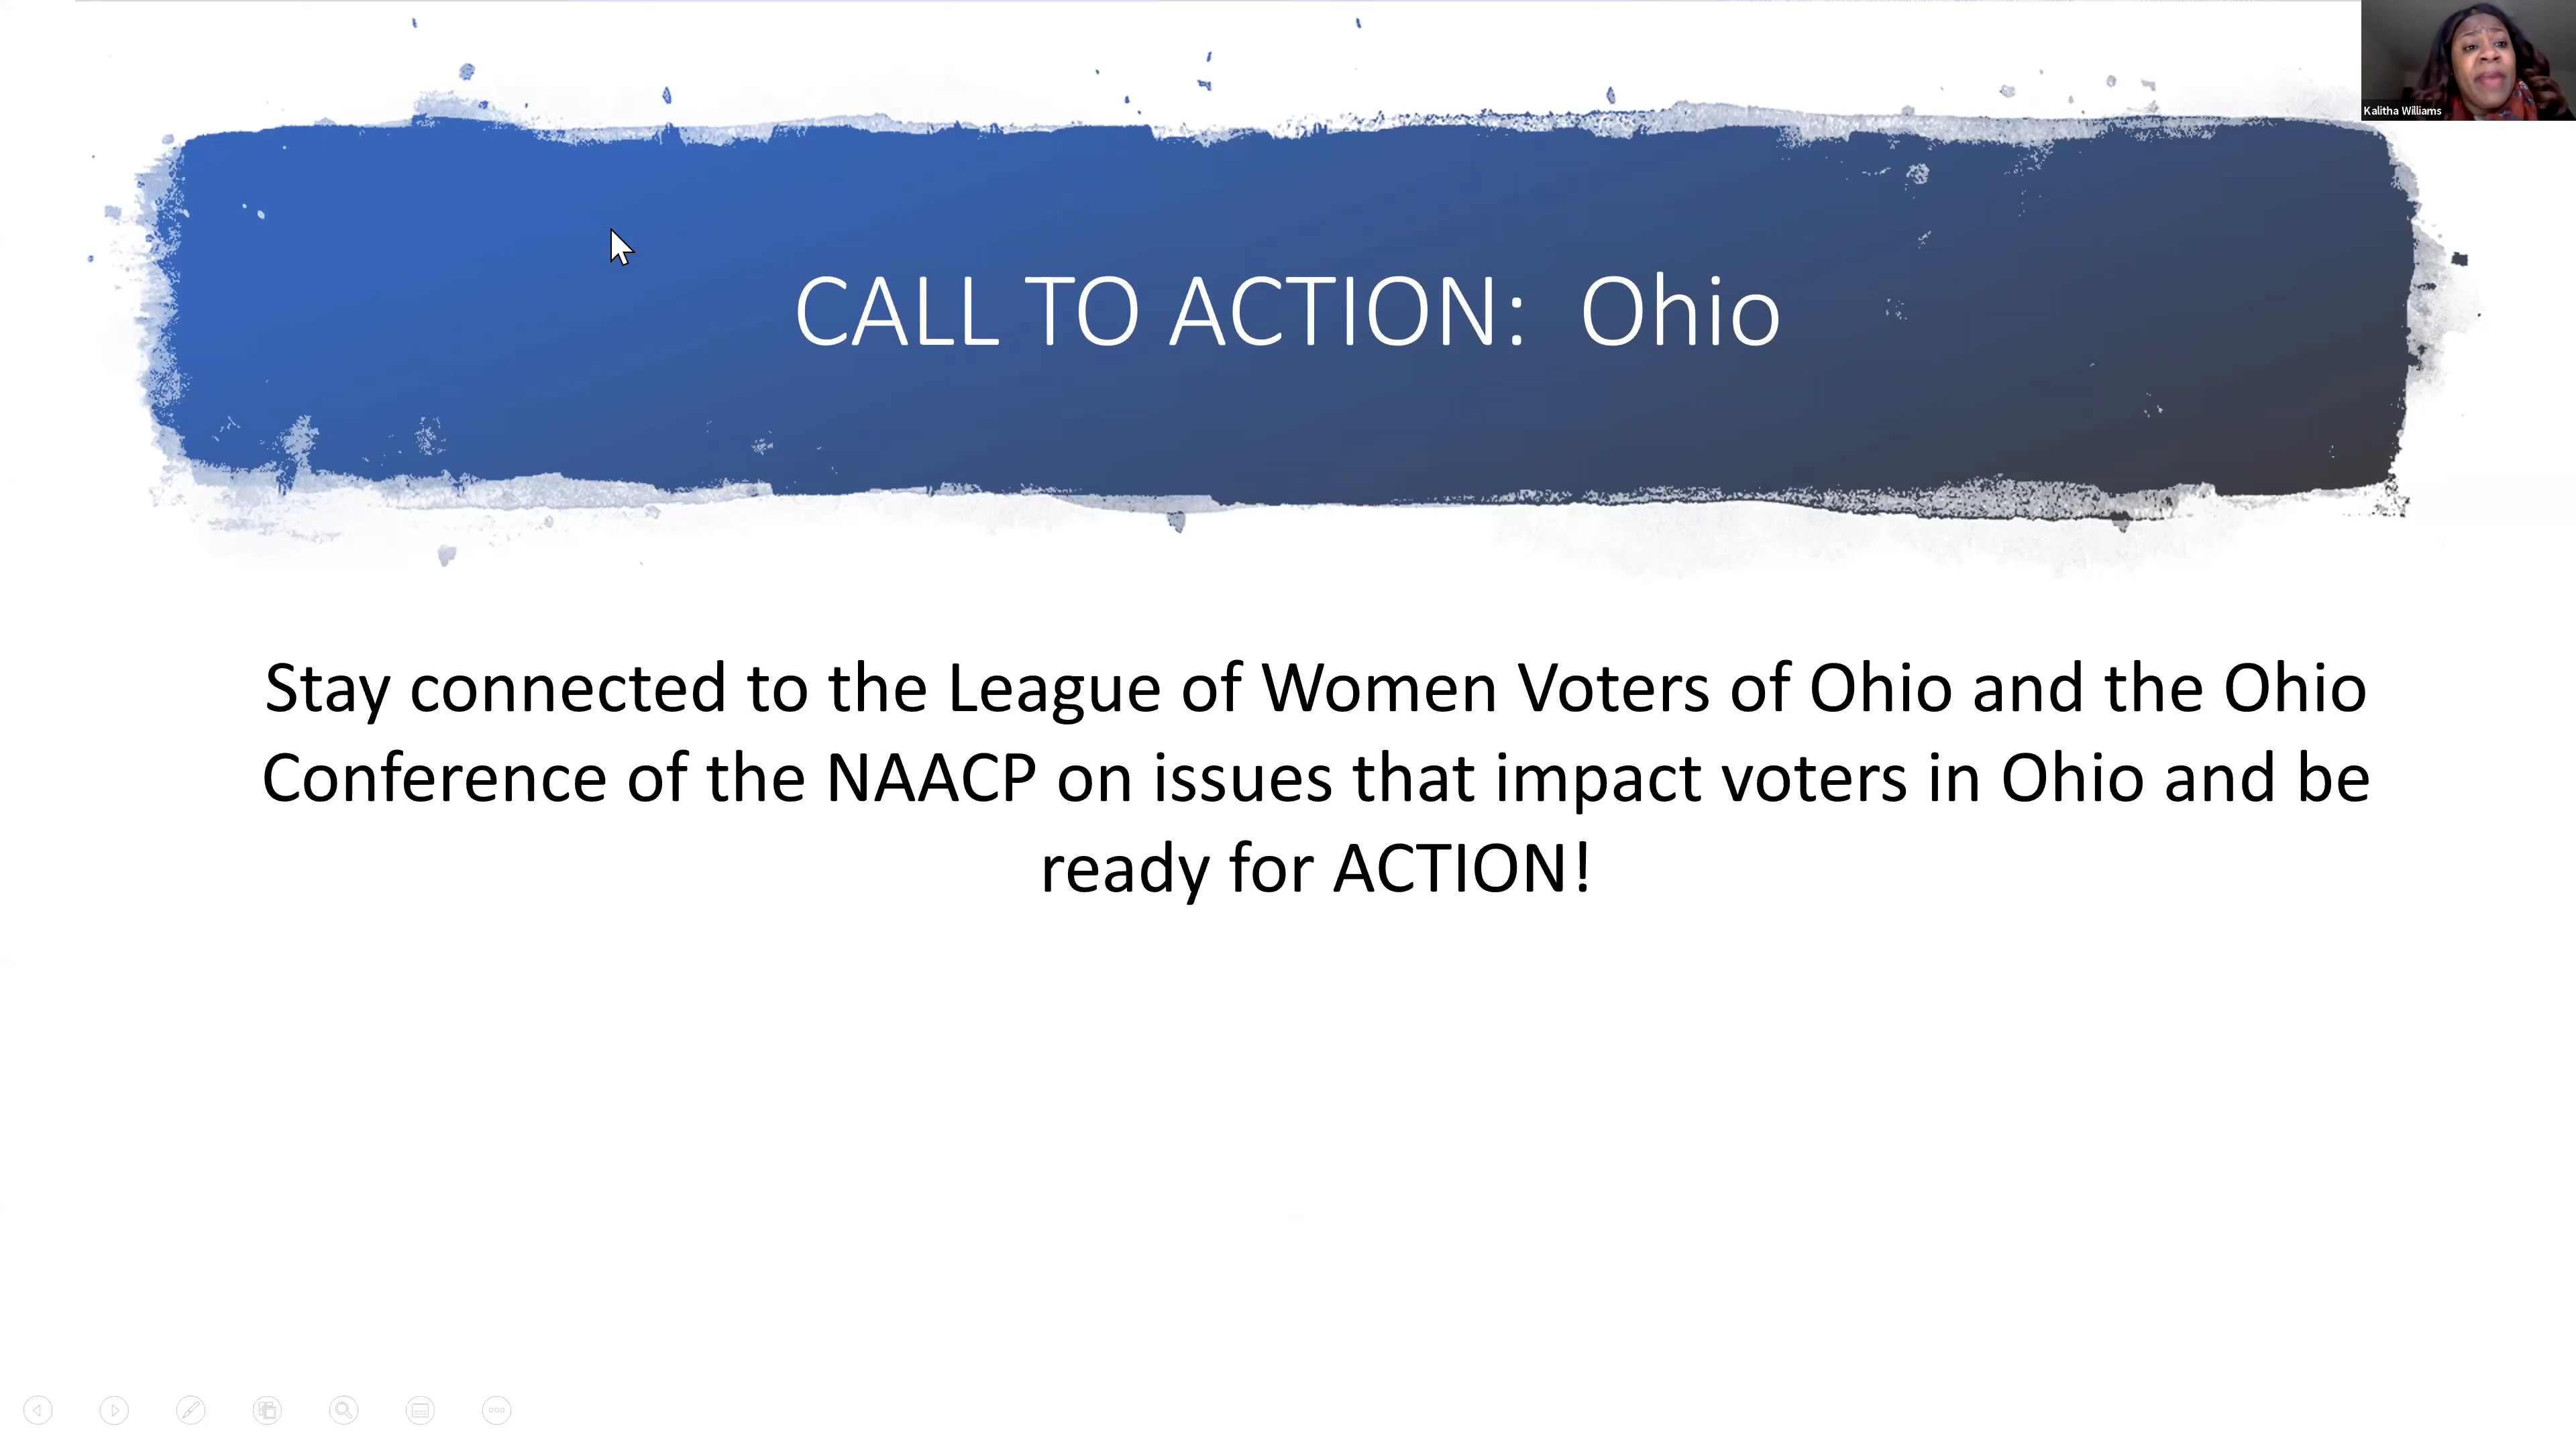 Kalitha Williams
CALL TO ACTION:  Ohio
Stay connected to the League of Women Voters of Ohio and the Ohio
Conference of the NAACP on issues that impact voters in Ohio and be
ready for ACTION!